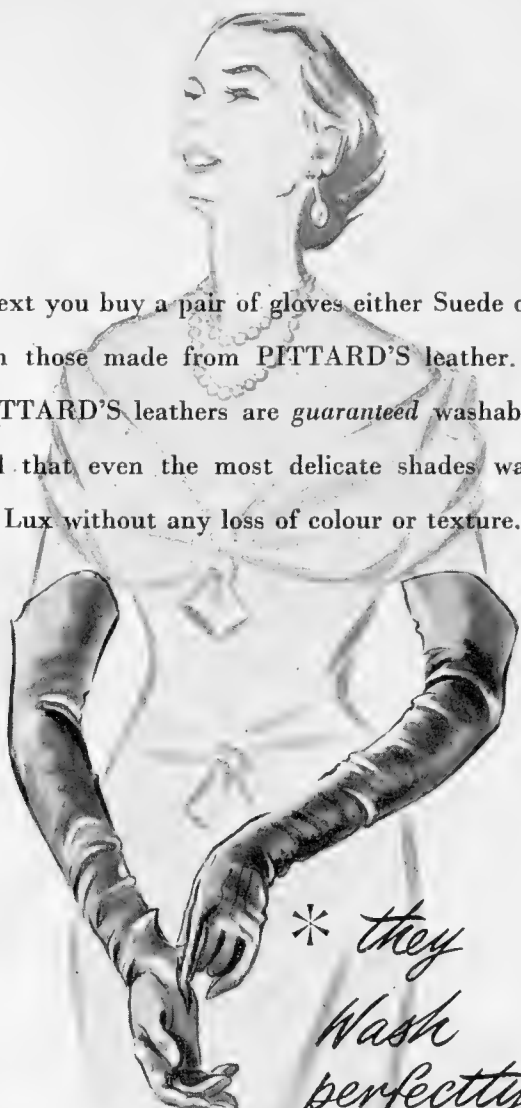 ext you buy a pair of gloves either Suede o
n those made from PITTARD'S leather.
TTARD'S leathers are guaranteed washab
l that even the most delicate shades wa
Lux without any loss of colour or texture.
* they
Wash
perfectly